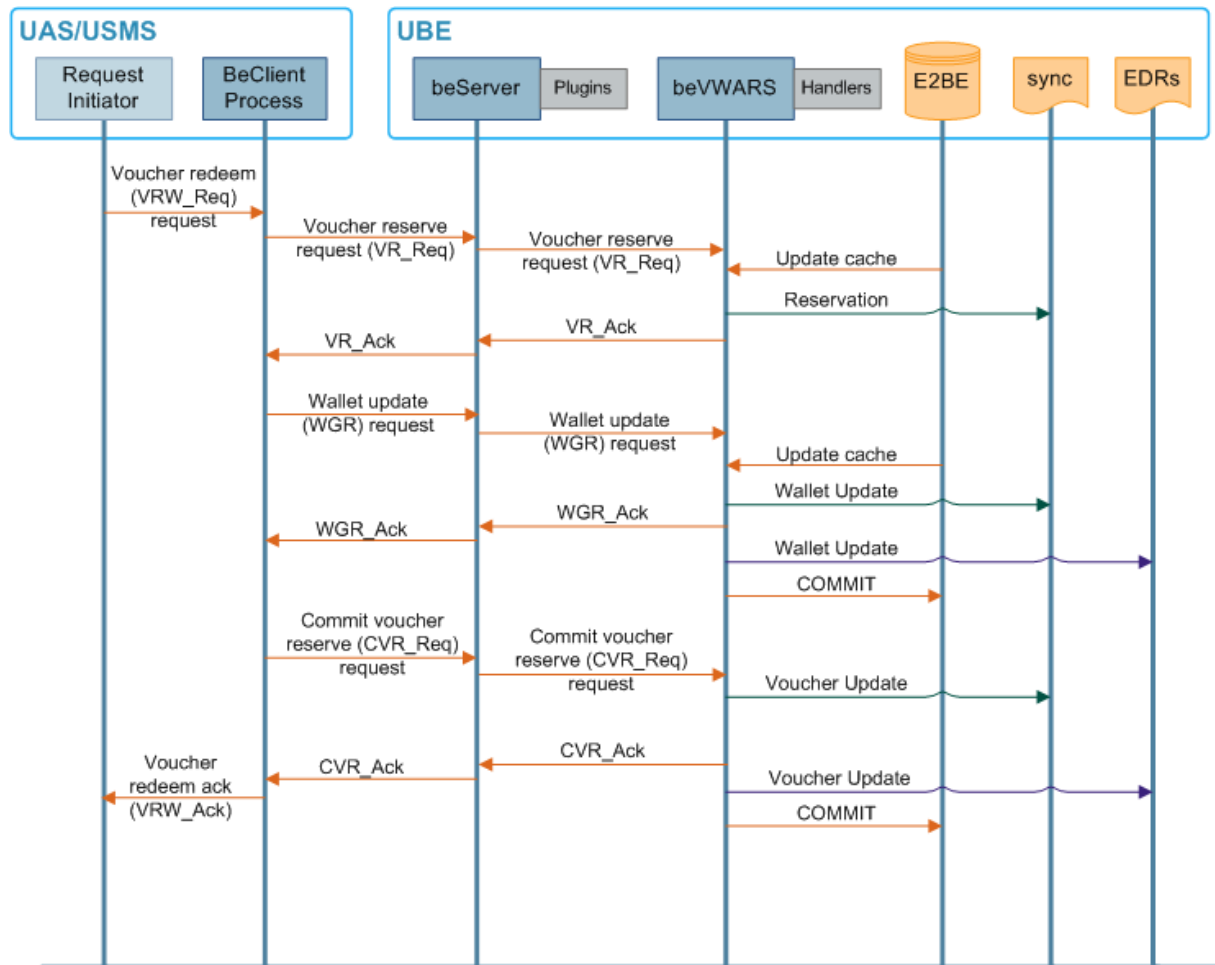 UAS/USMS
UBE
Request
Initiator
BeClient
Process
beServer
Plugins
beVWARS
Handlers
E2BE
sync
EDRs
Voucher redeem
(VRW_Req)
request
Voucher reserve
request (VR_Req)
Voucher reserve
request (VR_Req)
Update cache
Reservation
VR_Ack
VR_Ack
Wallet update
(WGR) request
Wallet update
(WGR) request
Update cache
Wallet Update
WGR_Ack
WGR_Ack
Wallet Update
COMMIT
Commit voucher
reserve (CVR_Req)
request
Commit voucher
reserve (CVR_Req)
request
Voucher Update
CVR_Ack
CVR_Ack
Voucher
redeem ack
(VRW_Ack)
Voucher Update
COMMIT